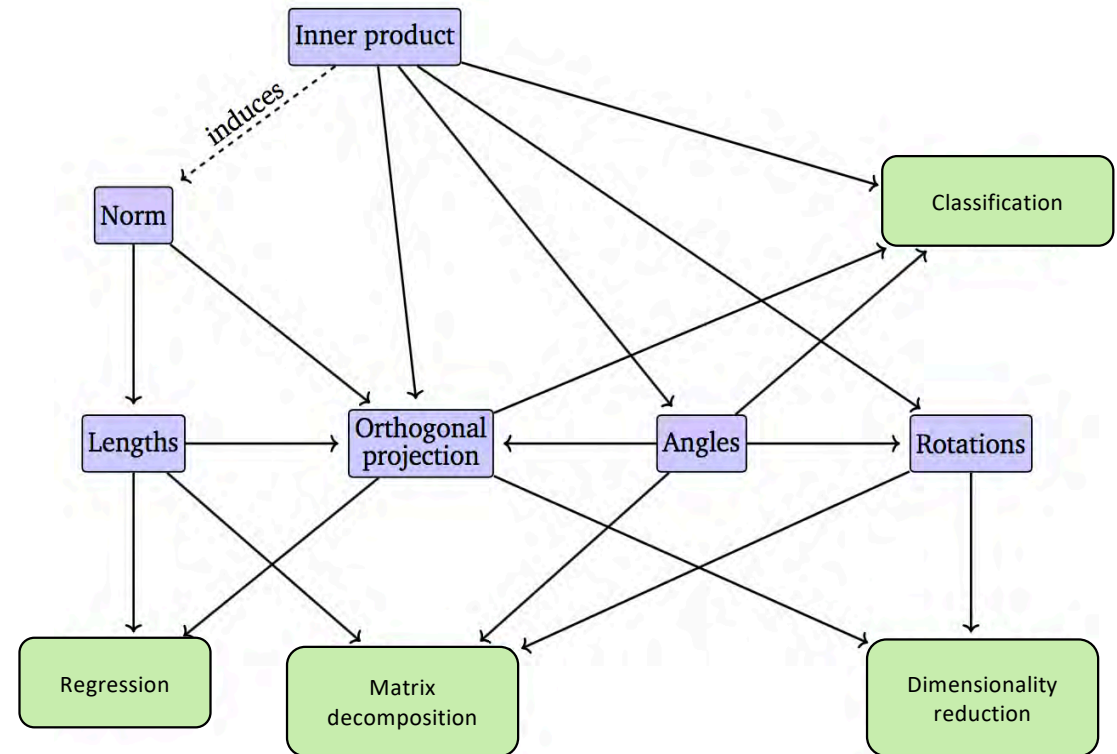 Inner product
induces
Classification
Norm
Lengths
Orthogonal
projection
Angles
Rotations
Regression
Matrix
decomposition
Dimensionality
reduction